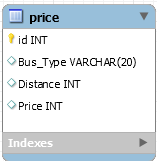 price
id INT
Bus_Type VARCHAR(20)
Distance INT
Price INT
Indexes